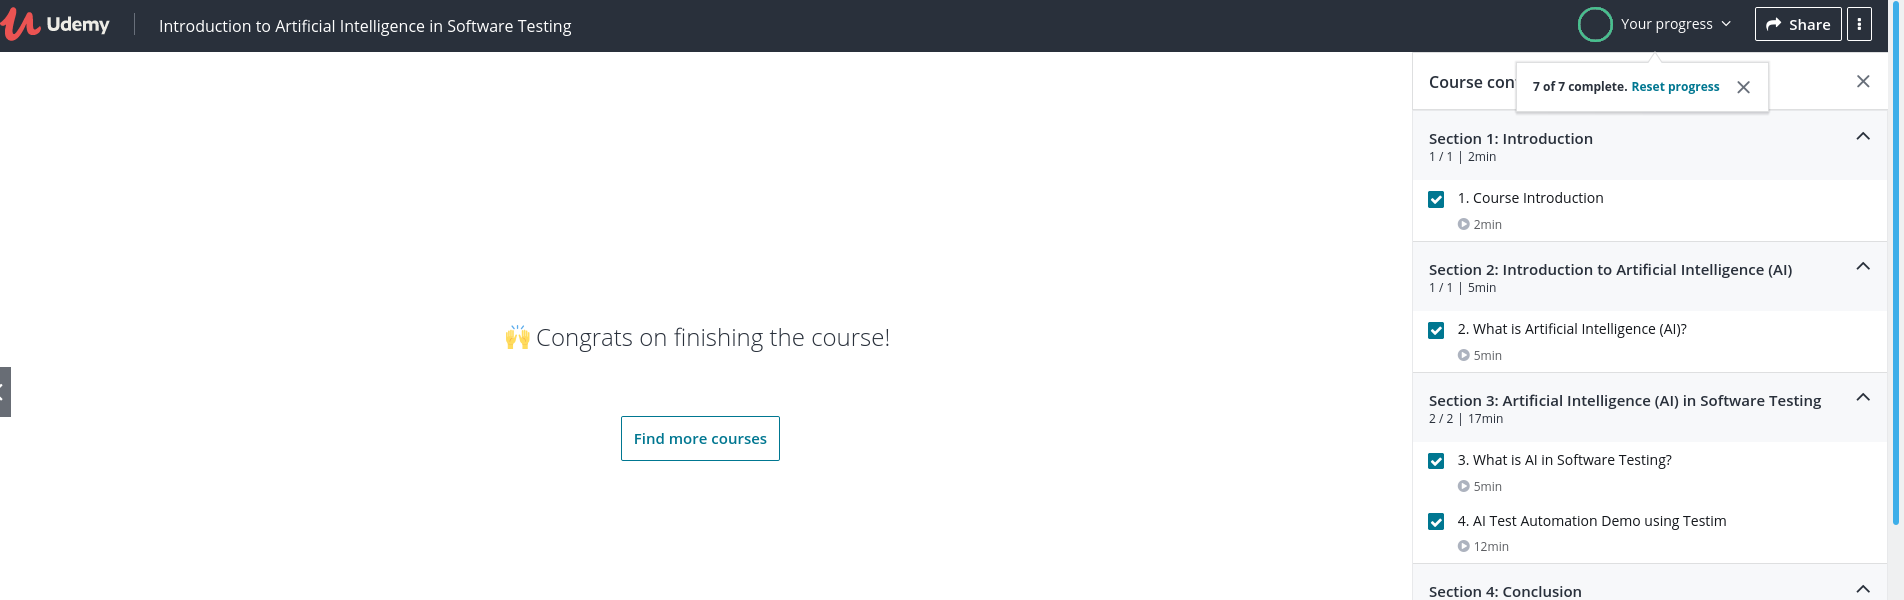 Udemy
Introduction to Artificial Intelligence in Software Testing
Your progress
Share
7 of 7 complete. Reset progress
Course con
Section 1: Introduction
1 / 1 | 2min
1. Course Introduction
2min
Section 2: Introduction to Artificial Intelligence (AI)
1 / 1 | 5min
2. What is Artificial Intelligence (AI)?
5min
Section 3: Artificial Intelligence (AI) in Software Testing
2 / 2 | 17min
3. What is AI in Software Testing?
5min
4. AI Test Automation Demo using Testim
12min
Section 4: Conclusion
🙌 Congrats on finishing the course!
Find more courses